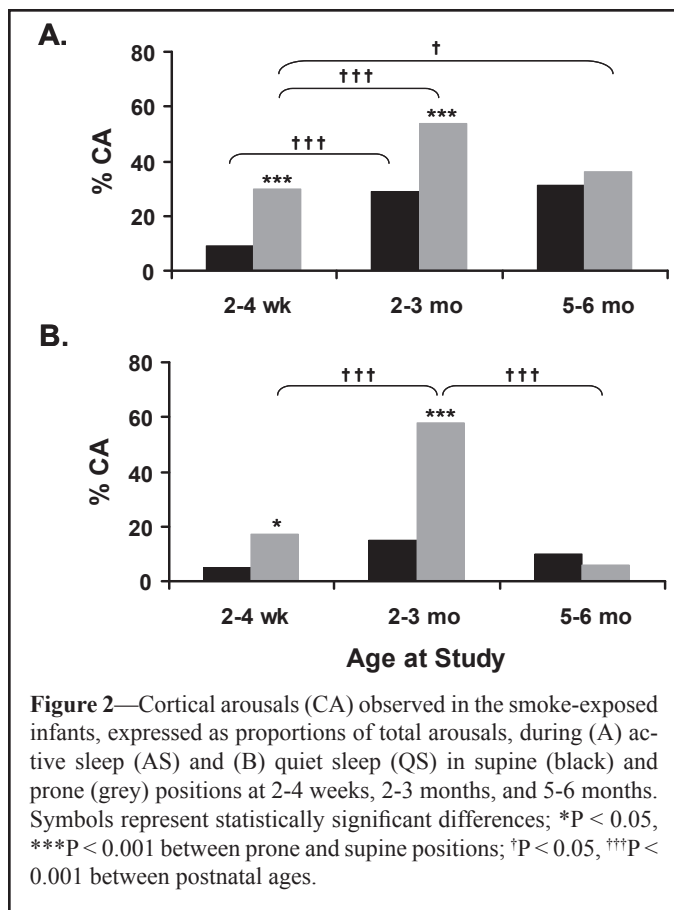 A.
80
60
40
20
0
% CA
†
†††
†††
***
***
2-4 wk 2-3 mo 5-6 mo
B.
80
60
40
20
0
% CA
††† †††
*
***
2-4 wk 2-3 mo 5-6 mo
Age at Study
Figure 2—Cortical arousals (CA) observed in the smoke-exposed
infants, expressed as proportions of total arousals, during (A) ac-
tive sleep (AS) and (B) quiet sleep (QS) in supine (black) and
prone (grey) positions at 2-4 weeks, 2-3 months, and 5-6 months.
Symbols represent statistically significant differences; *P < 0.05,
***P < 0.001 between prone and supine positions; †P < 0.05, †††P <
0.001 between postnatal ages.